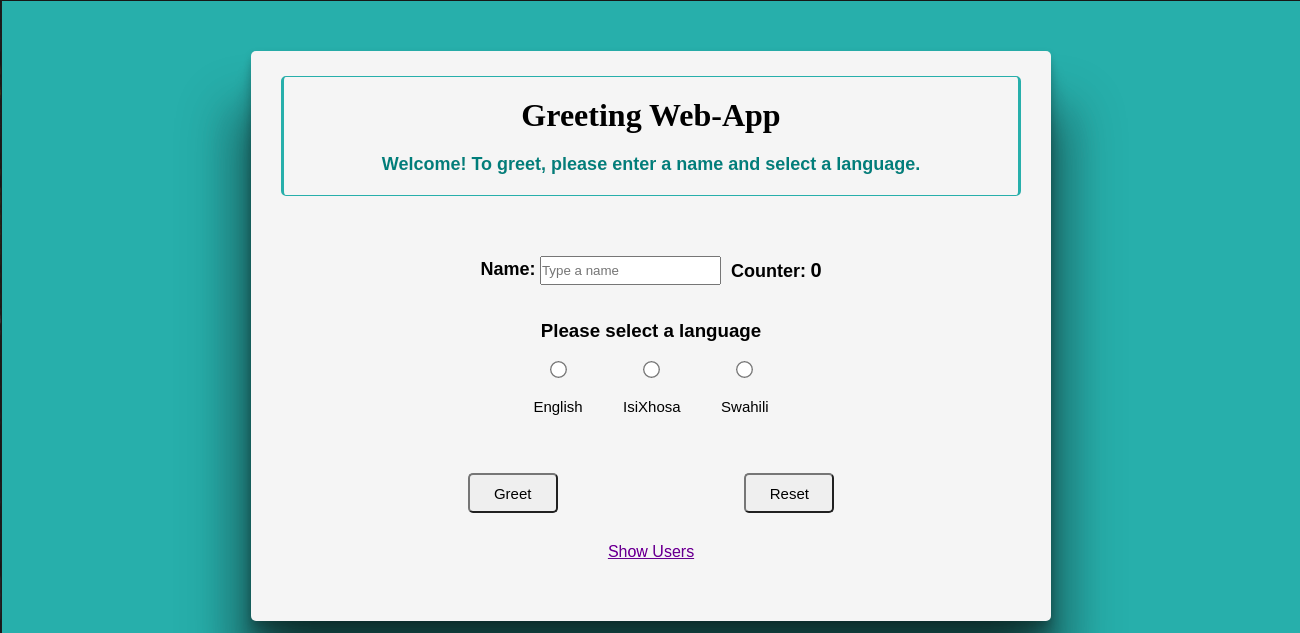 Greeting Web-App
Welcome! To greet, please enter a name and select a language.
Name: Type a name Counter: 0
Please select a language
English IsiXhosa Swahili
Greet Reset
Show Users